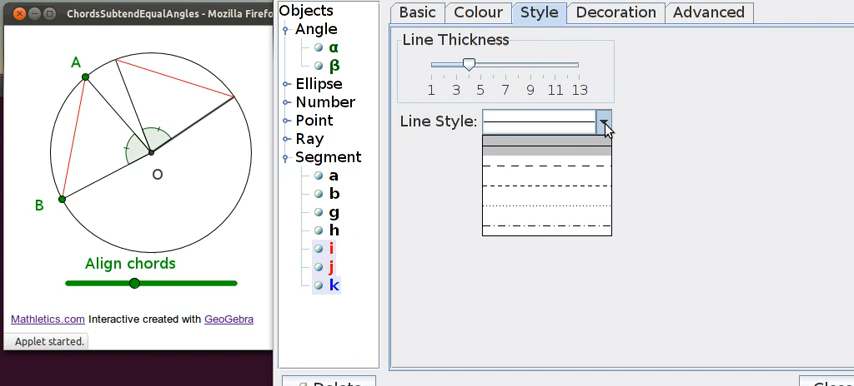 ChordsSubtendEqualAngles - Mozilla Firefo
A
B
O
Align chords
Mathletics.com Interactive created with GeoGebra
Applet started.
Objects
Angle
α
β
Ellipse
Number
Point
Ray
Segment
a
b
g
h
i
j
k
Delete
Basic Colour Style Decoration Advanced
Line Thickness
1 3 5 7 9 11 13
Line Style: